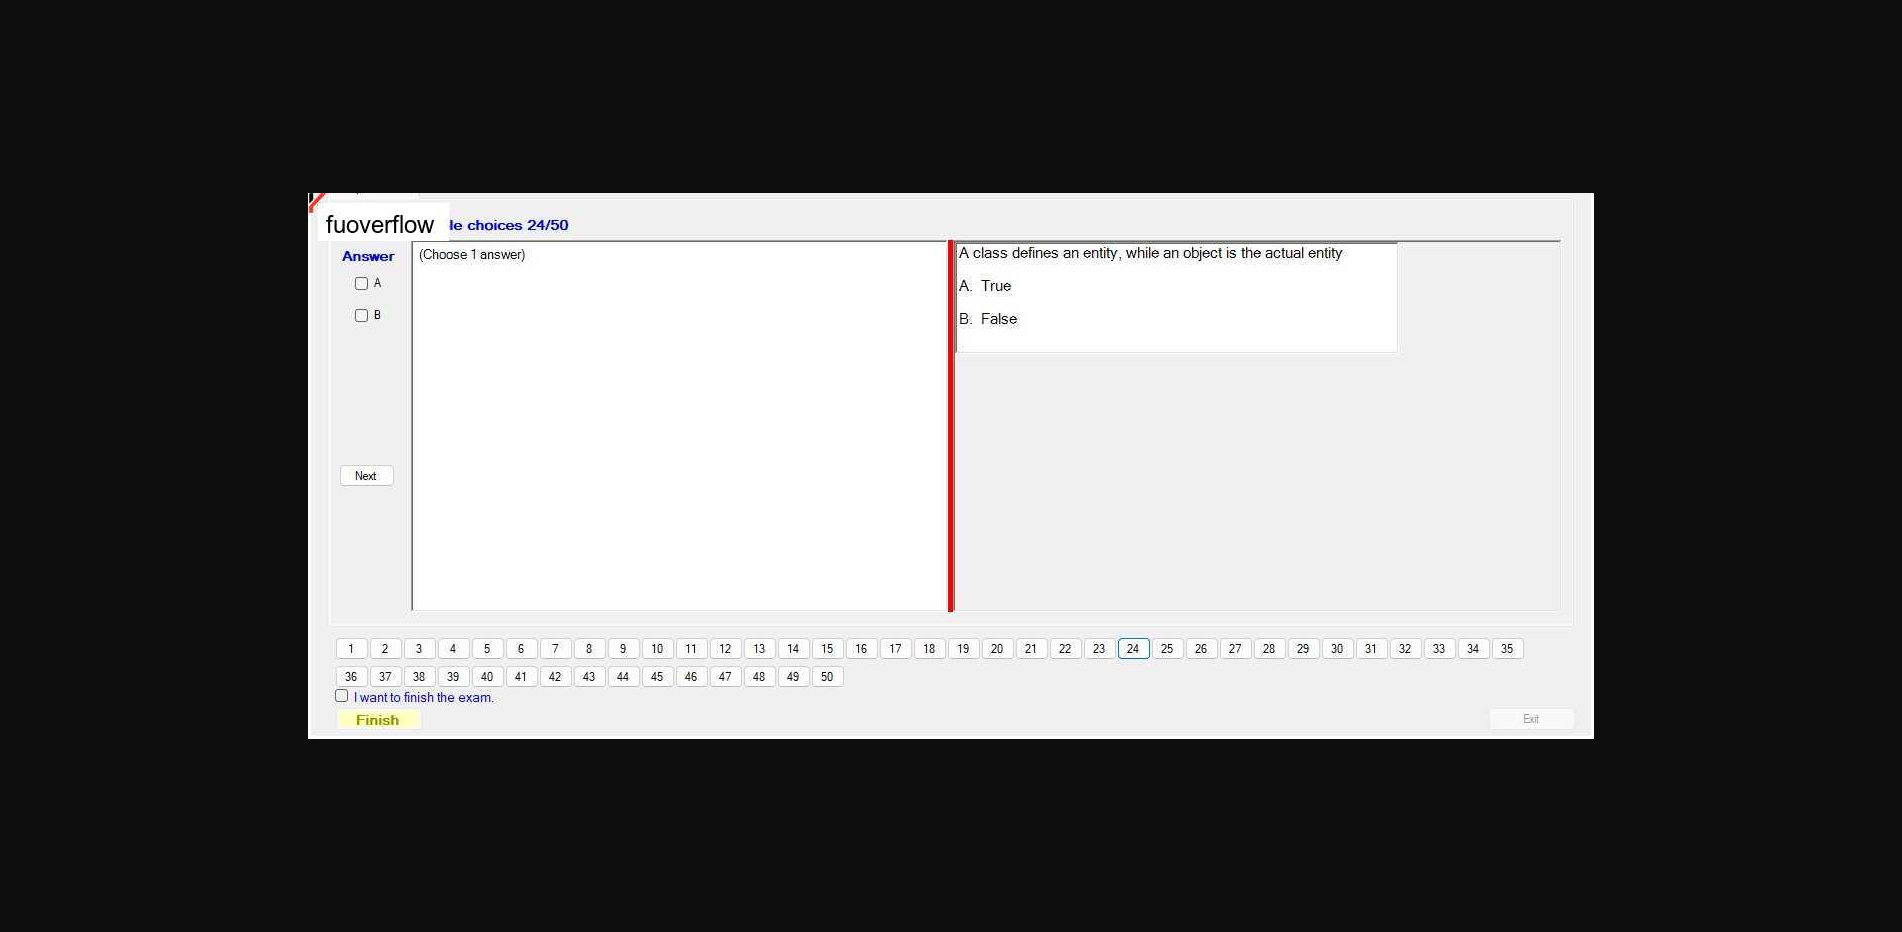 fuoverflow
le choices 24/50
Answer
(Choose 1 answer)
A class defines an entity, while an object is the actual entity
A
A. True
B
B. False
Next
1 2 3 4 5 6 7 8 9 10 11 12 13 14 15 16 17 18 19 20 21 22 23 24 25 26 27 28 29 30 31 32 33 34 35
36 37 38 39 40 41 42 43 44 45 46 47 48 49 50
I want to finish the exam.
Finish
Exit